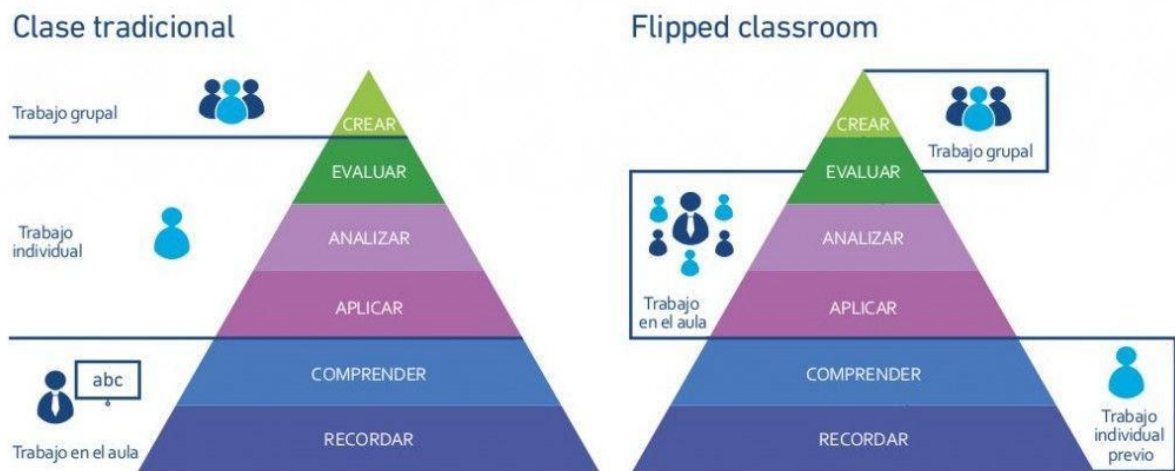 Clase tradicional
Trabajo grupal
Trabajo
individual
abc
Trabajo en el aula
CREAR
EVALUAR
ANALIZAR
APLICAR
COMPRENDER
RECORDAR
Flipped classroom
CREAR
EVALUAR
ANALIZAR
APLICAR
COMPRENDER
RECORDAR
Trabajo grupal
Trabajo
en el aula
Trabajo
individual
previo